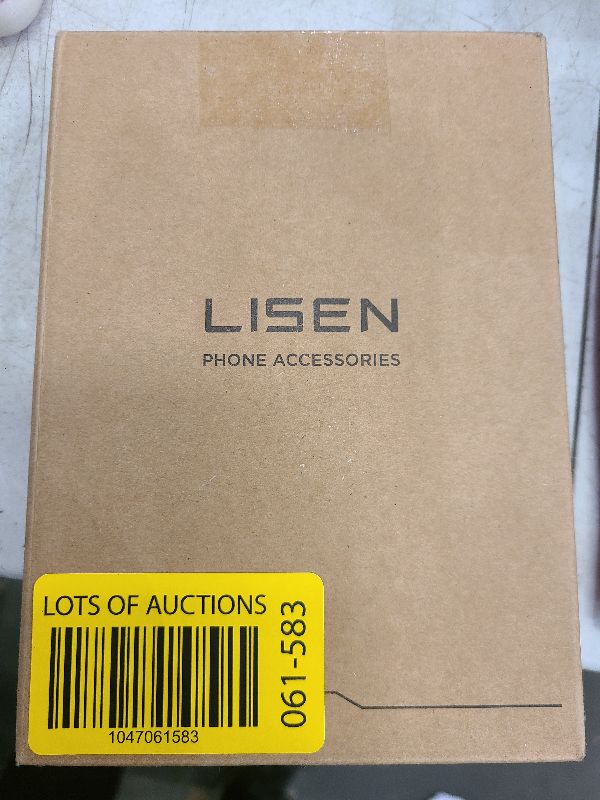 LISEN
PHONE ACCESSORIES
LOTS OF AUCTIONS
061-583
1047061583